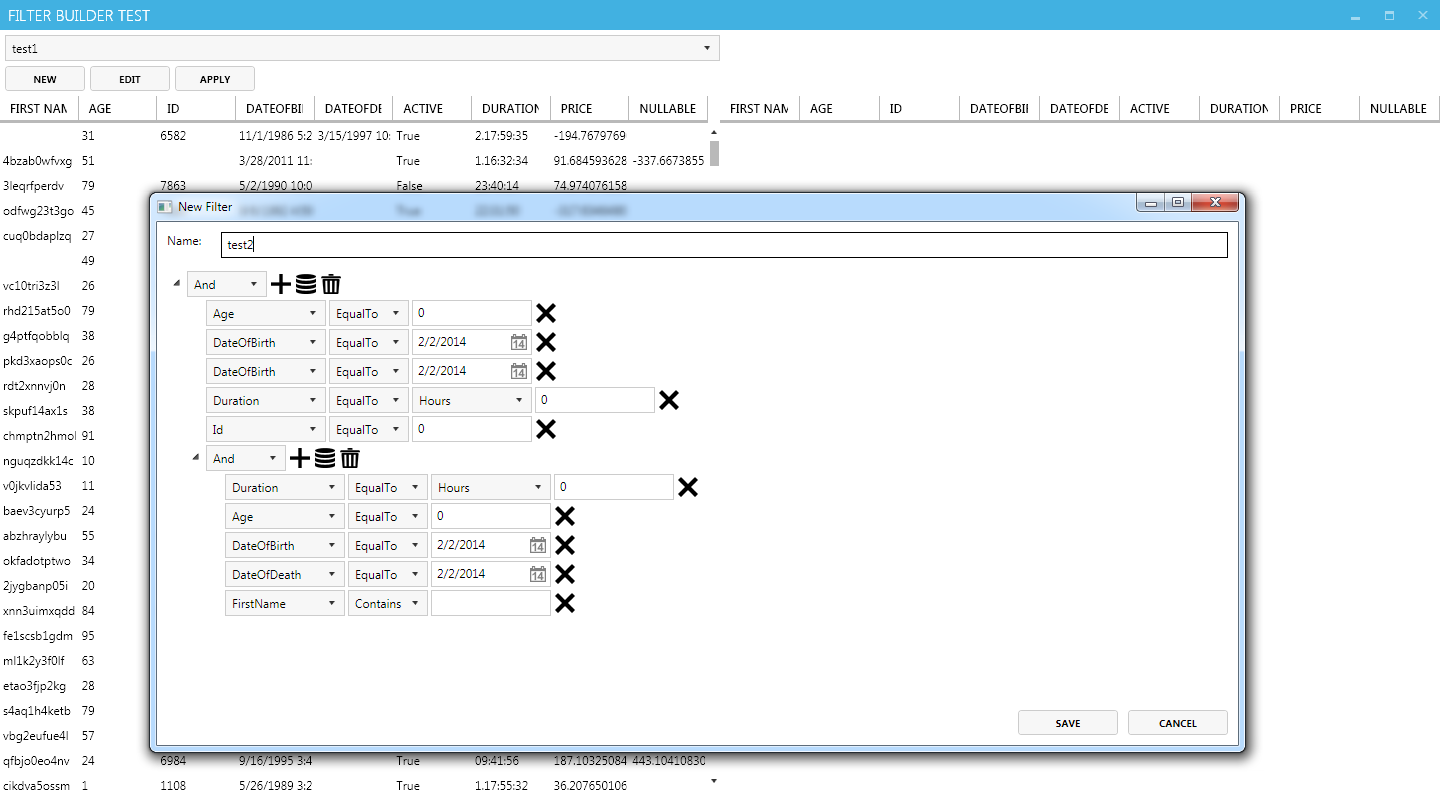 FILTER BUILDER TEST
test1
NEW EDIT APPLY
FIRST NAM AGE ID DATEOFBII DATEOFDE ACTIVE DURATION PRICE NULLABLE FIRST NAM AGE ID DATEOFBII DATEOFDE ACTIVE DURATION PRICE NULLABLE
31 6582 11/1/1986 5:2 3/15/1997 10: True 2.17:59:35 -194.7679769
4bzab0wfvxg 51 3/28/2011 11: True 1.16:32:34 91.684593628 -337.6673855
3leqrfperdv 79 7863 5/2/1990 10:0 False 23:40:14 74.974076158
odfwg23t3go 45
cuq0bdaplzq 27
49
vc10tri3z3l 26
rhd215at5o0 79
g4ptfqobblq 38
pkd3xaops0c 26
rdt2xnnvj0n 28
skpuf14ax1s 38
chmptn2hmol 91
nguqzdkk14c 10
v0jkvlida53 11
baev3cyurp5 24
abzhraylybu 55
okfadotptwo 34
2jygbanp05i 20
xnn3uimxqdd 84
fe1scsb1gdm 95
ml1k2y3f0lf 63
etao3fjp2kg 28
s4aq1h4ketb 79
vbg2eufue4l 57
qfbjo0eo4nv 24 6984 9/16/1995 3:4 True 09:41:56 187.10325084 443.10410830
cikdva5ossm 1 1108 5/26/1989 3:2 True 1.17:55:32 36.207650106
New Filter
Name: test2
And
Age EqualTo 0
DateOfBirth EqualTo 2/2/2014 14
DateOfBirth EqualTo 2/2/2014 14
Duration EqualTo Hours 0
Id EqualTo 0
And
Duration EqualTo Hours 0
Age EqualTo 0
DateOfBirth EqualTo 2/2/2014 14
DateOfDeath EqualTo 2/2/2014 14
FirstName Contains
SAVE CANCEL